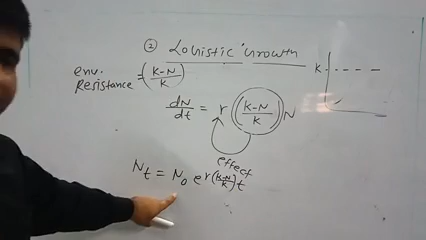 ② Logistic Growth
env. Resistance = (K-N/K)
K
dN/dt = r (K-N/K) N
effect
Nt = N₀ e r(K-N/K)t